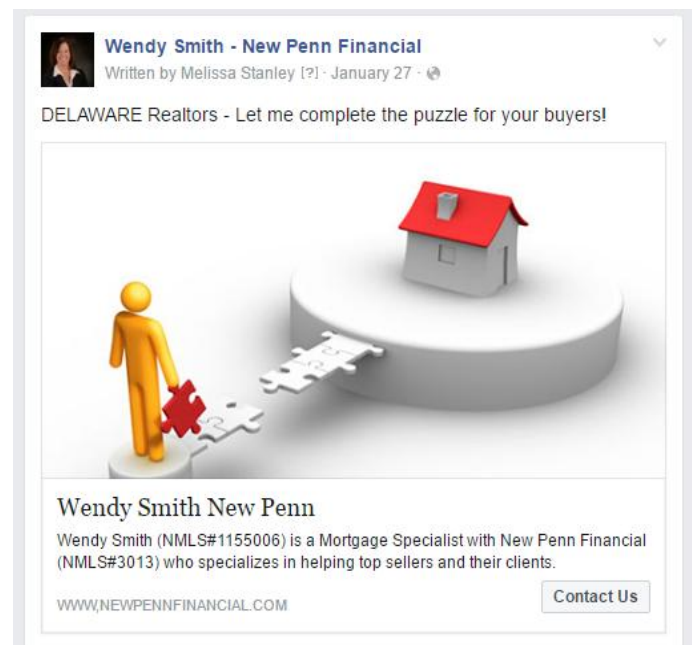 Wendy Smith - New Penn Financial
Written by Melissa Stanley [?] · January 27 ·
DELAWARE Realtors - Let me complete the puzzle for your buyers!
Wendy Smith New Penn
Wendy Smith (NMLS#1155006) is a Mortgage Specialist with New Penn Financial
(NMLS#3013) who specializes in helping top sellers and their clients.
WWW,NEWPENNFINANCIAL.COM
Contact Us